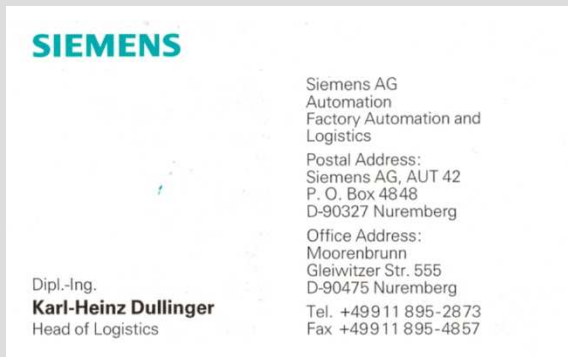 SIEMENS
Siemens AG
Automation
Factory Automation and
Logistics
Postal Address:
Siemens AG, AUT 42
P. O. Box 4848
D-90327 Nuremberg
Office Address:
Moorenbrunn
Gleiwitzer Str. 555
D-90475 Nuremberg
Tel. +49911 895-2873
Fax +49911 895-4857
Dipl.-Ing.
Karl-Heinz Dullinger
Head of Logistics